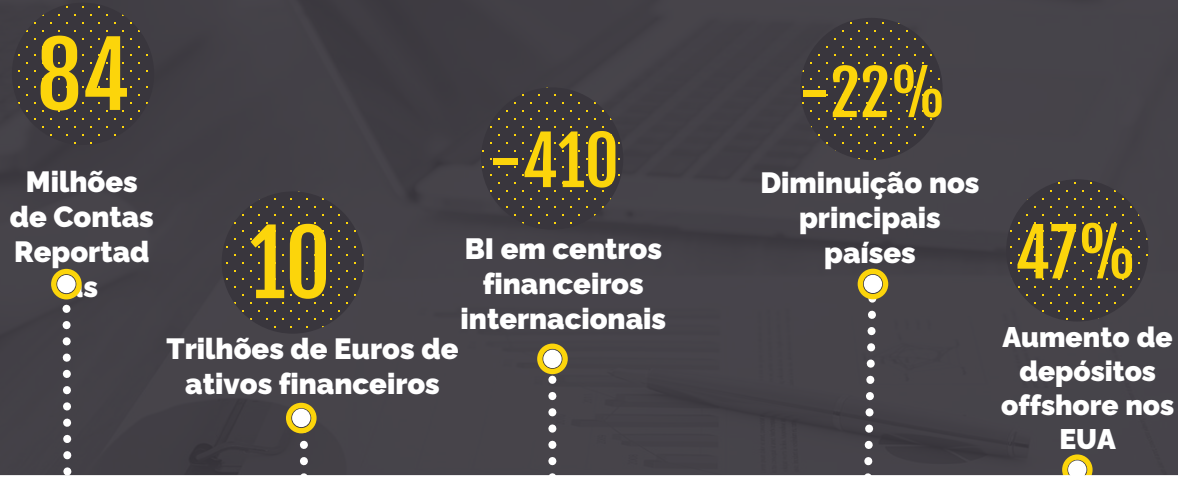 84
Milhões
de Contas
Reportad
as
10
Trilhões de Euros de
ativos financeiros
-410
BI em centros
financeiros
internacionais
-22%
Diminuição nos
principais
países
47%
Aumento de
depósitos
offshore nos
EUA